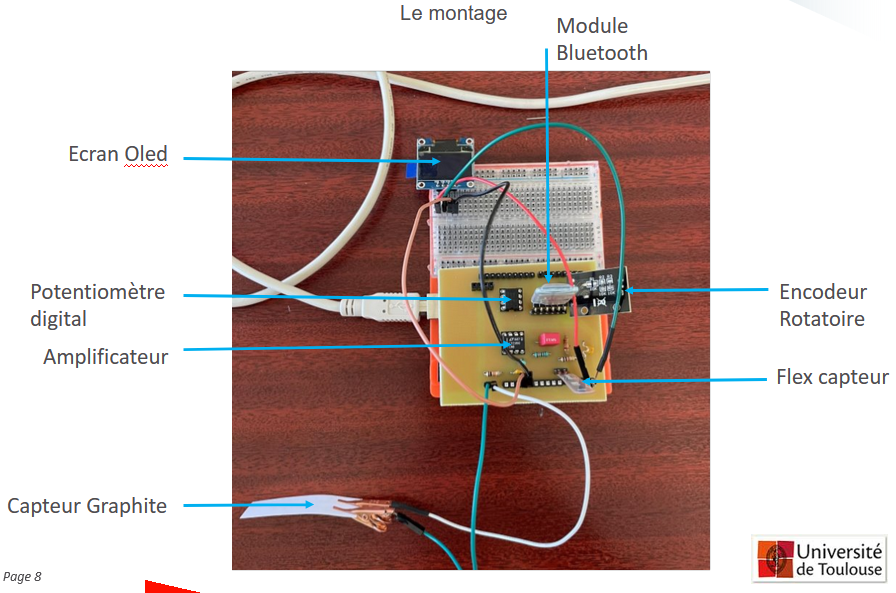 Le montage
Module
Bluetooth
Ecran Oled
Potentiomètre
digital
Encodeur
Rotatoire
Amplificateur
Flex capteur
Capteur Graphite
Université
de Toulouse
Page 8